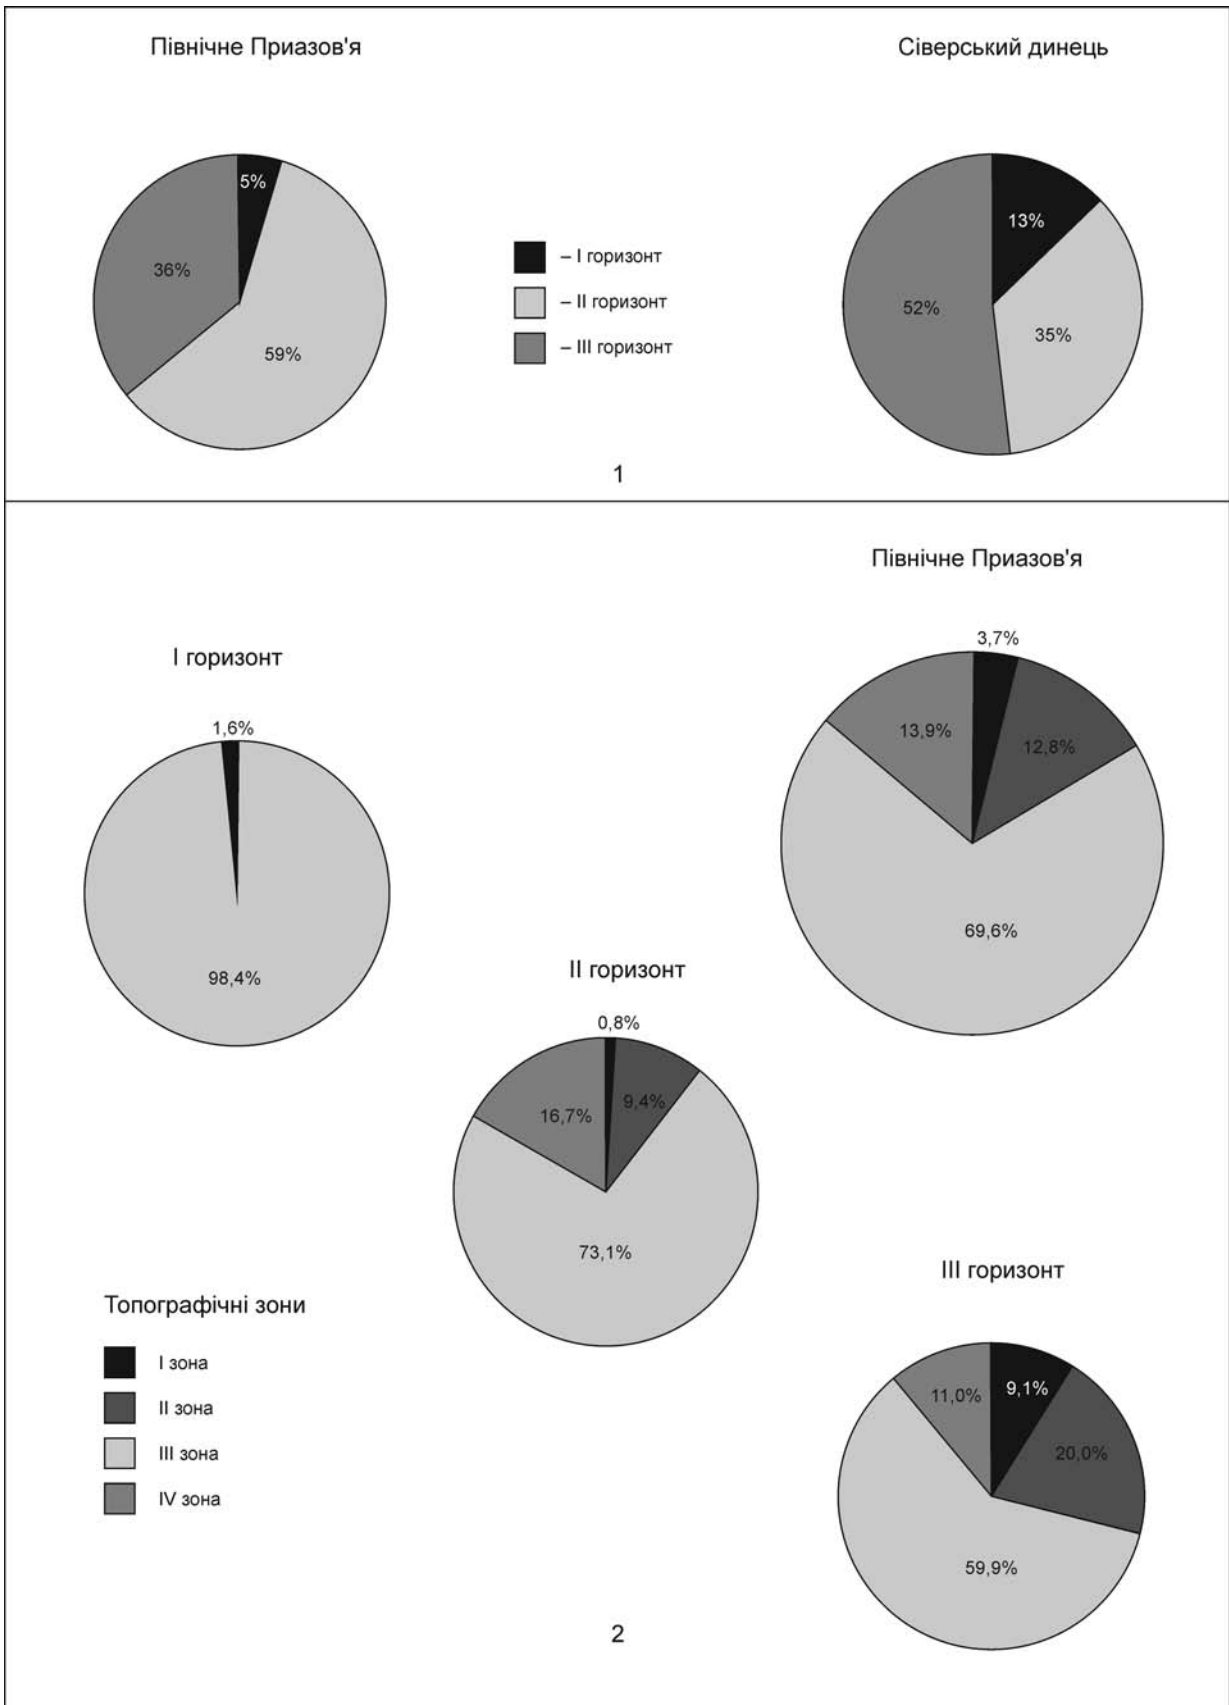 Північне Приазов'я
Сіверський динець
5%
36%
59%
– I горизонт
– II горизонт
– III горизонт
13%
52%
35%
1
Північне Приазов'я
3,7%
13,9%
12,8%
69,6%
I горизонт
1,6%
98,4%
II горизонт
0,8%
16,7%
9,4%
73,1%
III горизонт
11,0%
9,1%
20,0%
59,9%
Топографічні зони
I зона
II зона
III зона
IV зона
2